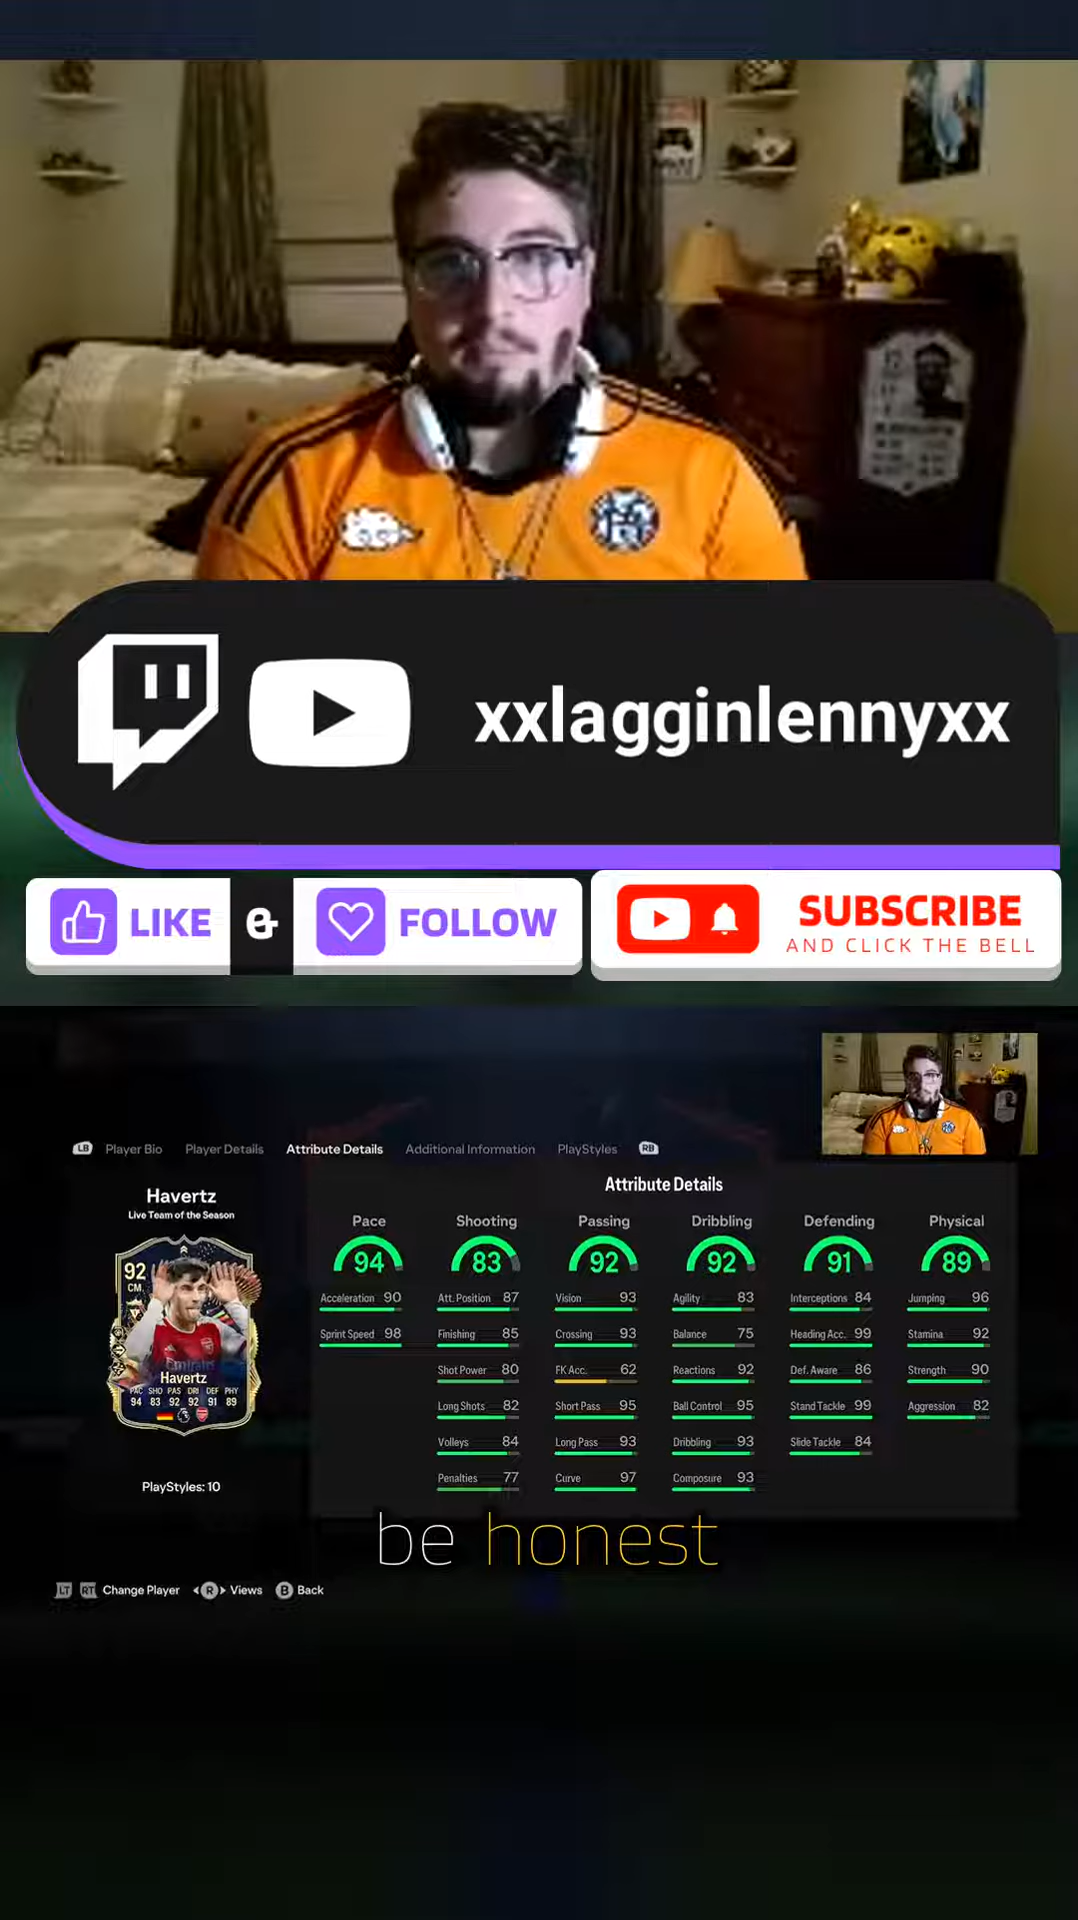 xxlagginlennyxx
LIKE & FOLLOW
SUBSCRIBE
AND CLICK THE BELL
LB Player Bio Player Details Attribute Details Additional Information PlayStyles RB
Fly
Havertz
Live Team of the Season
92
CM
Havertz
PAC SHO PAS DRI DEF PHY
94 83 92 92 91 89
PlayStyles: 10
Attribute Details
Pace
94
Acceleration 90
Sprint Speed 98
Shooting
83
Att. Position 87
Finishing 85
Shot Power 80
Long Shots 82
Volleys 84
Penalties 77
Passing
92
Vision 93
Crossing 93
FK Acc. 62
Short Pass 95
Long Pass 93
Curve 97
Dribbling
92
Agility 83
Balance 75
Reactions 92
Ball Control 95
Dribbling 93
Composure 93
Defending
91
Interceptions 84
Heading Acc. 99
Def. Aware 86
Stand Tackle 99
Slide Tackle 84
Physical
89
Jumping 96
Stamina 92
Strength 90
Aggression 82
be honest
LT RT Change Player R Views B Back